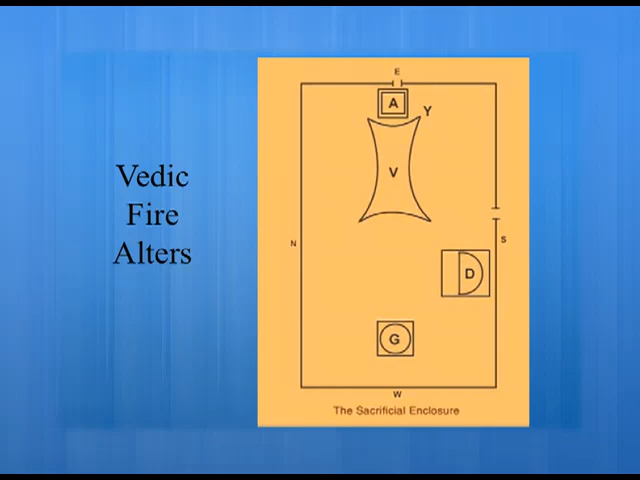 Vedic
Fire
Alters
E
A
Y
V
N
S
D
G
W
The Sacrificial Enclosure